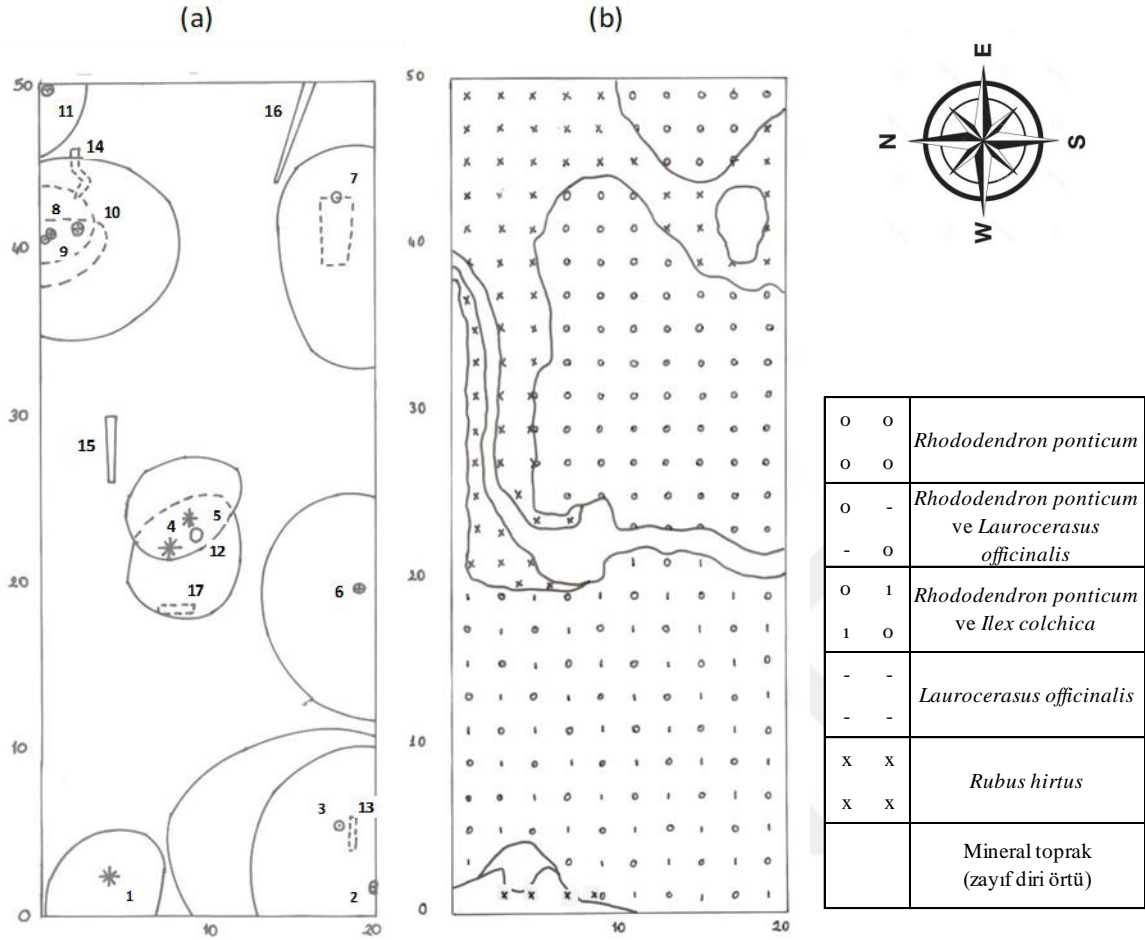 (a)
(b)
50
40
30
20
10
0
10
20
11
14
16
7
8
10
9
15
4
5
12
17
6
3
13
1
2
50
40
30
20
10
0
10
20
E
N
S
W
o o
o o
Rhododendron ponticum
o -
- o
Rhododendron ponticum
ve Laurocerasus
officinalis
o ı
ı o
Rhododendron ponticum
ve Ilex colchica
- -
- -
Laurocerasus officinalis
x x
x x
Rubus hirtus
Mineral toprak
(zayıf diri örtü)